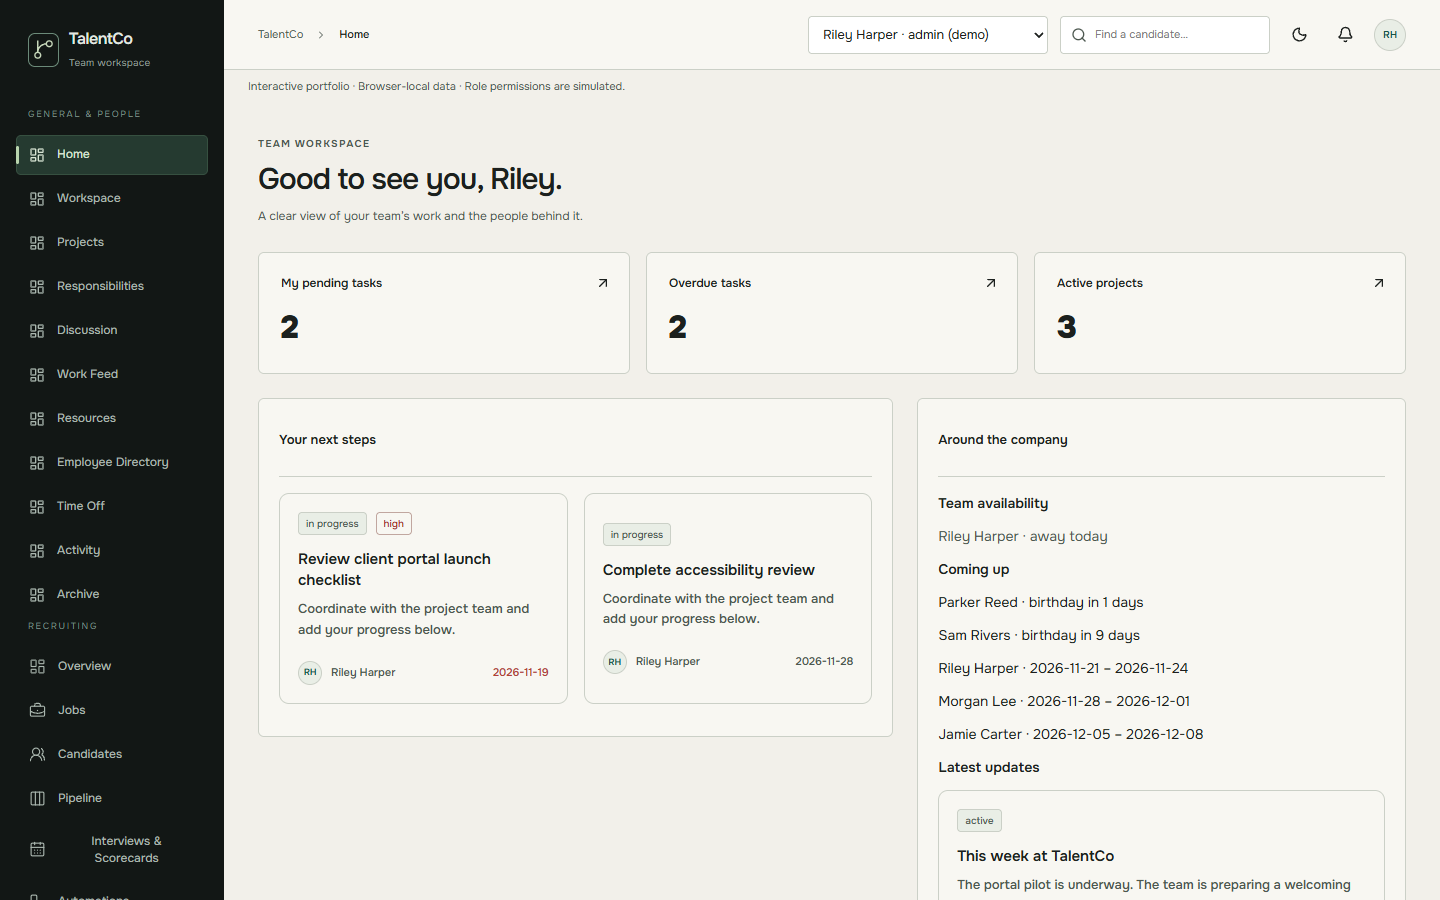 TalentCo
Team workspace
GENERAL & PEOPLE
Home
Workspace
Projects
Responsibilities
Discussion
Work Feed
Resources
Employee Directory
Time Off
Activity
Archive
RECRUITING
Overview
Jobs
Candidates
Pipeline
Interviews &
Scorecards
Automations
TalentCo
Home
Riley Harper · admin (demo)
Find a candidate...
RH
Interactive portfolio · Browser-local data · Role permissions are simulated.
TEAM WORKSPACE
Good to see you, Riley.
A clear view of your team's work and the people behind it.
My pending tasks
2
Overdue tasks
2
Active projects
3
Your next steps
in progress
high
Review client portal launch
checklist
Coordinate with the project team and
add your progress below.
RH
Riley Harper
2026-11-19
in progress
Complete accessibility review
Coordinate with the project team and
add your progress below.
RH
Riley Harper
2026-11-28
Around the company
Team availability
Riley Harper · away today
Coming up
Parker Reed · birthday in 1 days
Sam Rivers · birthday in 9 days
Riley Harper · 2026-11-21 – 2026-11-24
Morgan Lee · 2026-11-28 – 2026-12-01
Jamie Carter · 2026-12-05 – 2026-12-08
Latest updates
active
This week at TalentCo
The portal pilot is underway. The team is preparing a welcoming